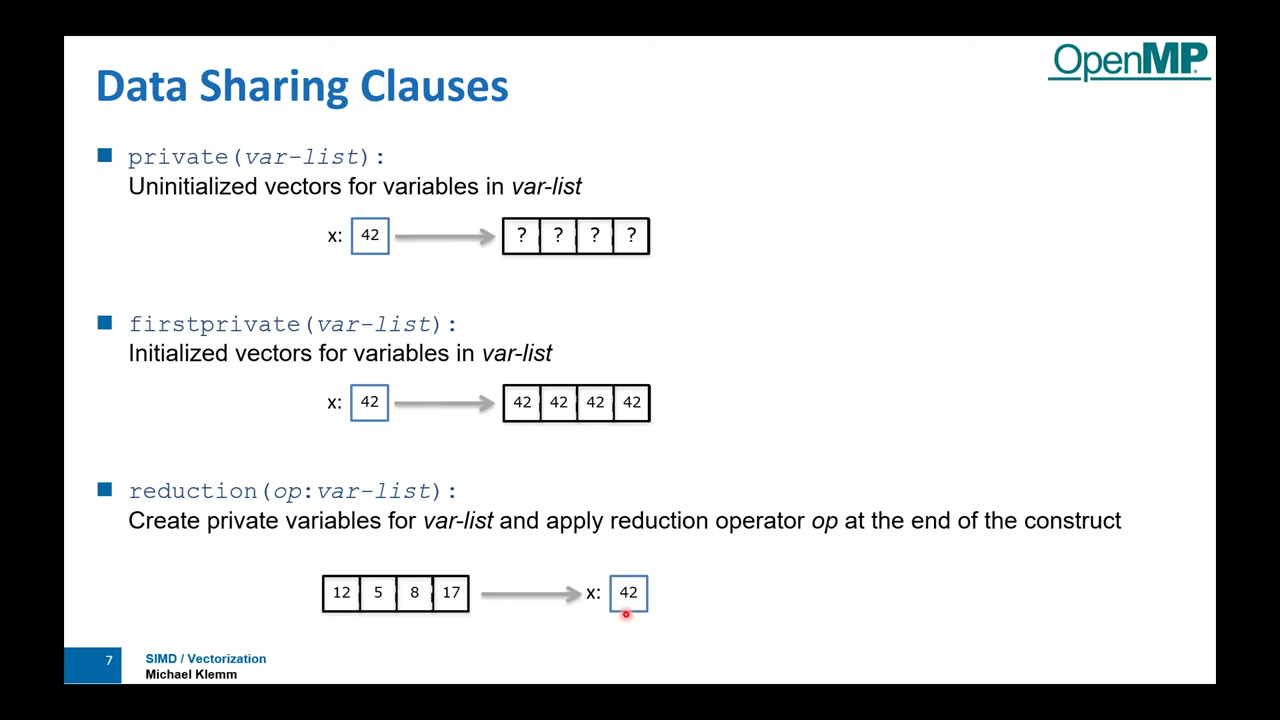 OpenMP
Data Sharing Clauses
private(var-list):
Uninitialized vectors for variables in var-list
x: 42 ? ? ? ?
firstprivate(var-list):
Initialized vectors for variables in var-list
x: 42 42 42 42 42
reduction(op:var-list):
Create private variables for var-list and apply reduction operator op at the end of the construct
12 5 8 17 x: 42
7 SIMD / Vectorization
Michael Klemm